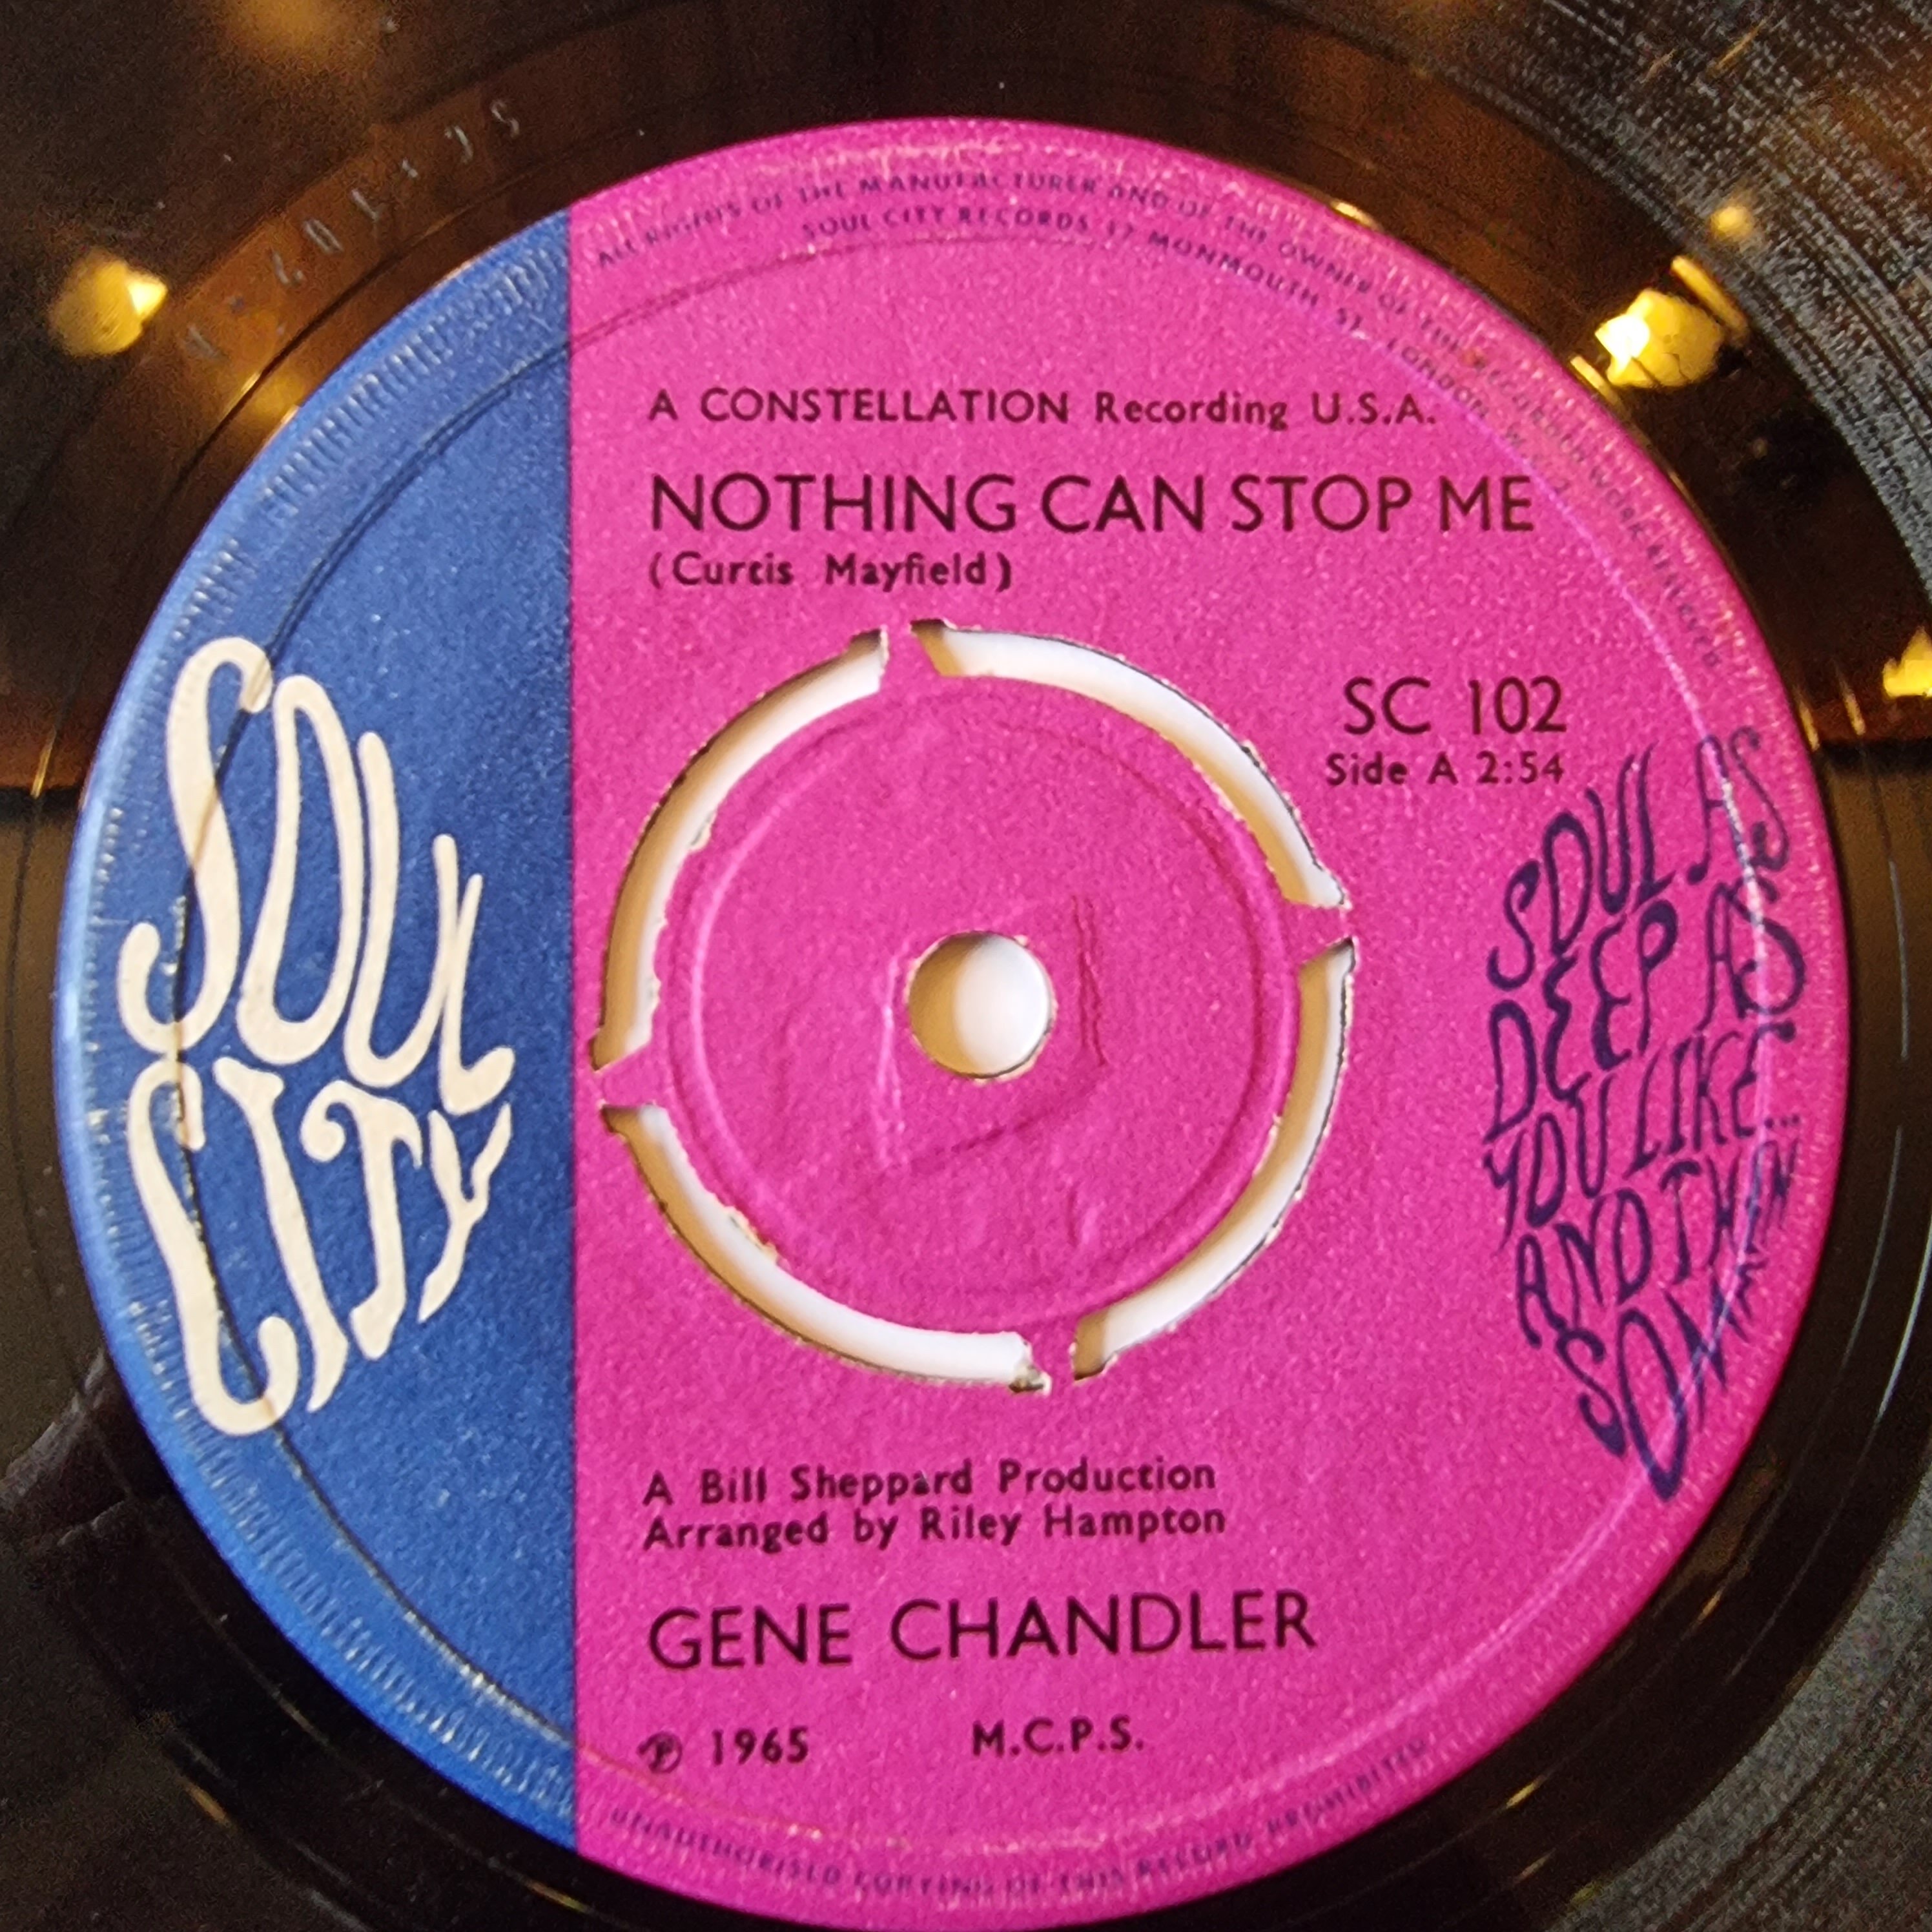 ALL RIGHTS OF THE MANUFACTURER AND OF THE OWNER OF THE RECORDED WORK RESERVED
SOUL CITY RECORDS 17 MONMOUTH ST. LONDON W.C.2.
A CONSTELLATION Recording U.S.A.
NOTHING CAN STOP ME
(Curtis Mayfield)
SC 102
Side A 2:54
SOUL
CITY
SOUL AS
DEEP AS
YOU LIKE...
AND THEN
SOME
A Bill Sheppard Production
Arranged by Riley Hampton
GENE CHANDLER
℗ 1965 M.C.P.S.
UNAUTHORISED COPYING OF THIS RECORD PROHIBITED